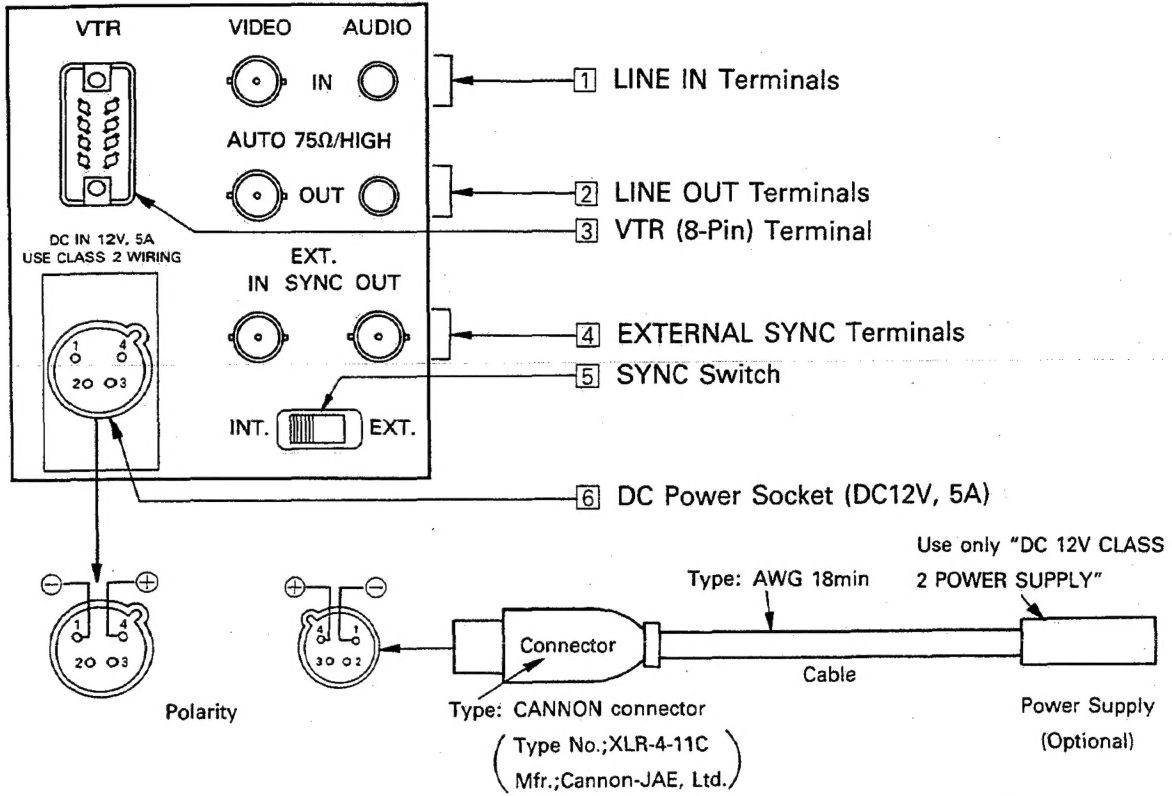 VTR VIDEO AUDIO
IN
1 LINE IN Terminals
AUTO 75Ω/HIGH
OUT
2 LINE OUT Terminals
3 VTR (8-Pin) Terminal
DC IN 12V, 5A
USE CLASS 2 WIRING
EXT.
IN SYNC OUT
4 EXTERNAL SYNC Terminals
1 4
2 3
5 SYNC Switch
INT. EXT.
6 DC Power Socket (DC12V, 5A)
Use only "DC 12V CLASS
2 POWER SUPPLY"
Type: AWG 18min
⊖ ⊕
1 4
2 3
⊕ ⊖
4 1
3 2
Connector
Cable
Polarity
Type: CANNON connector
(Type No.;XLR-4-11C
Mfr.;Cannon-JAE, Ltd.)
Power Supply
(Optional)